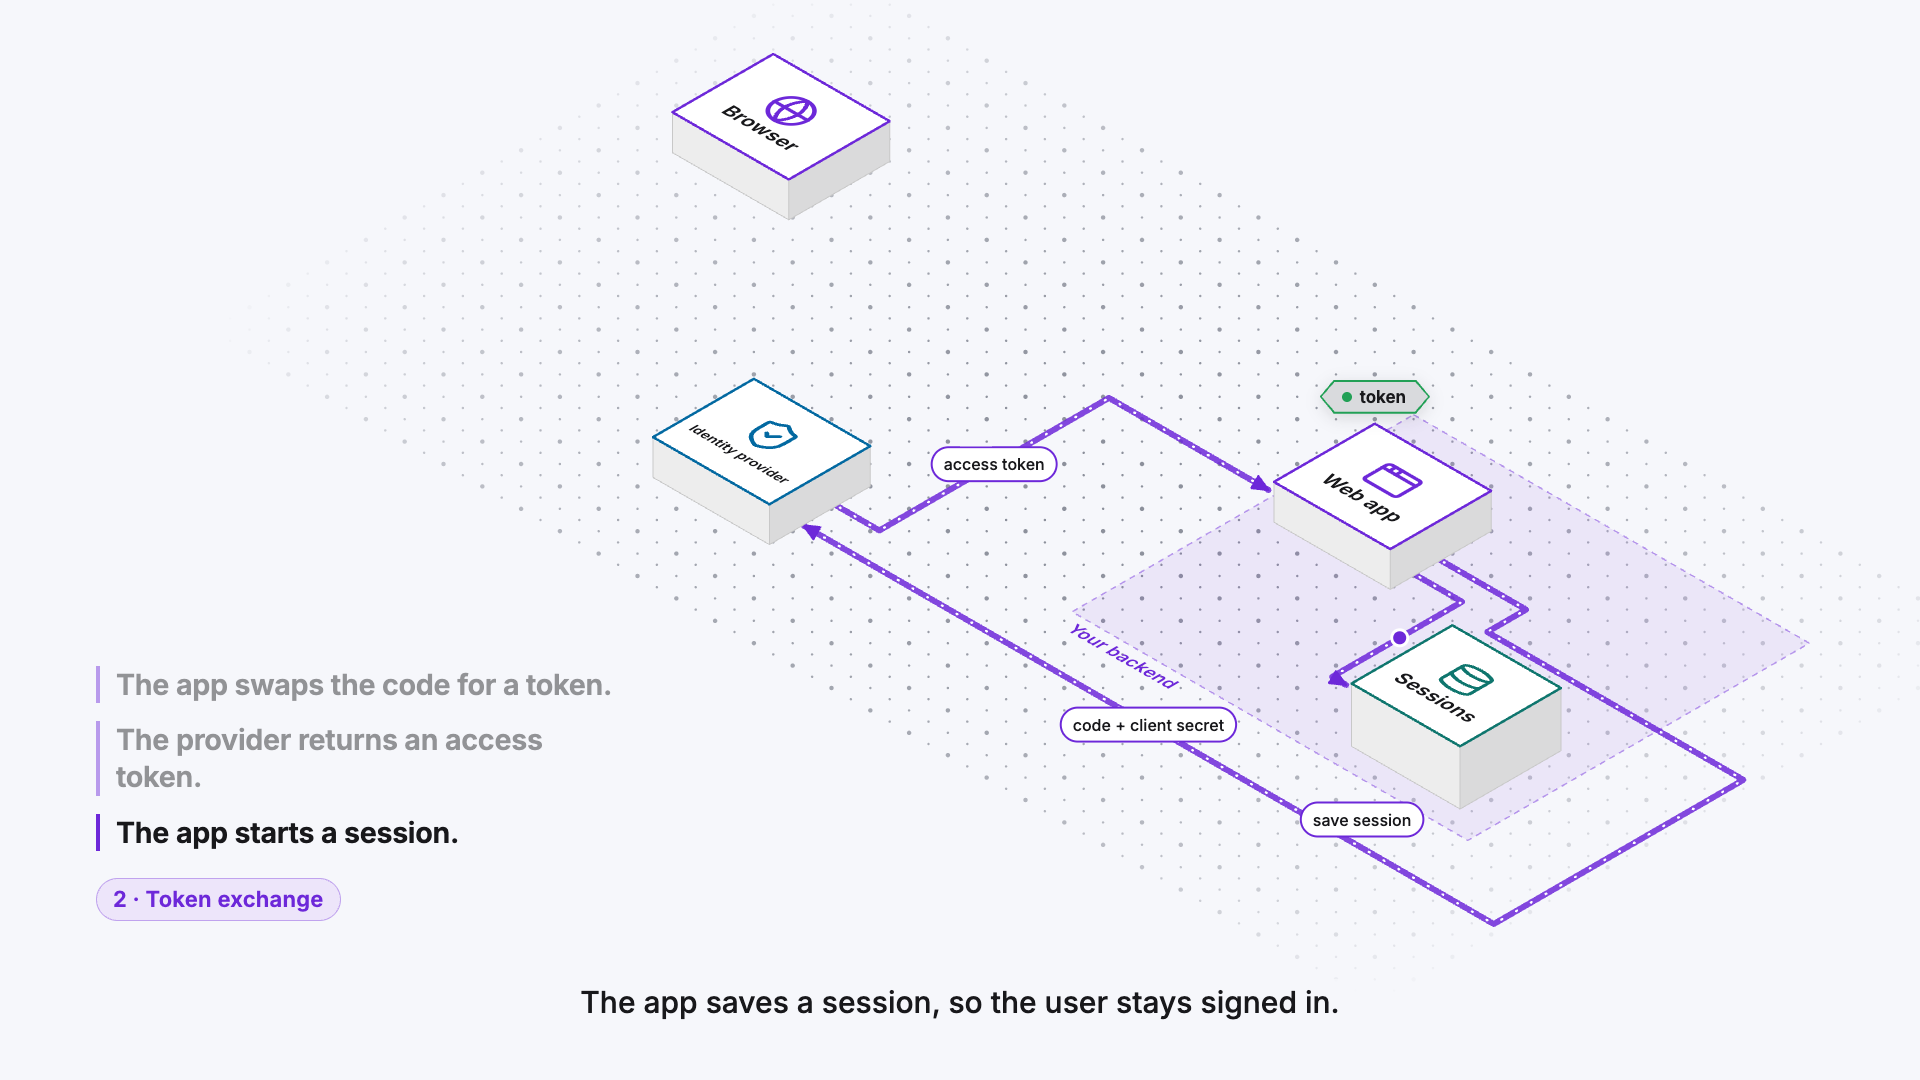 Browser
Identity provider
access token
token
Web app
Your backend
Sessions
code + client secret
save session
The app swaps the code for a token.
The provider returns an access
token.
The app starts a session.
2 · Token exchange
The app saves a session, so the user stays signed in.